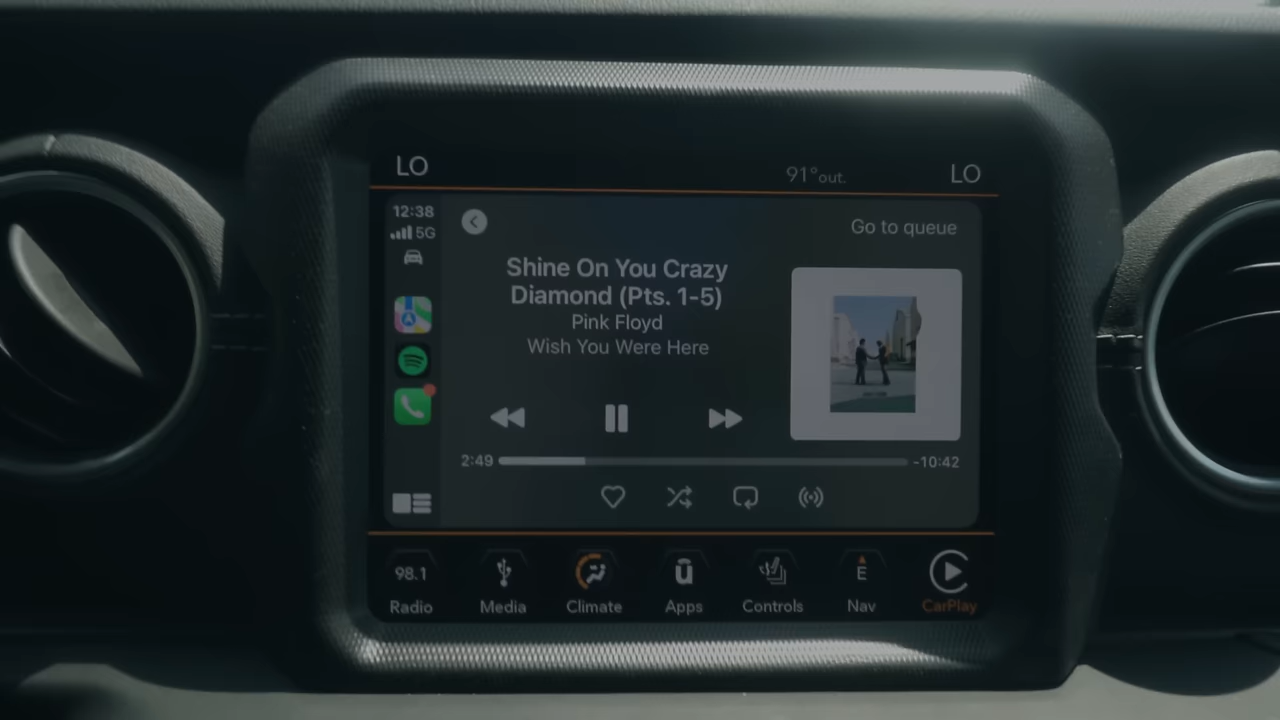 LO
91°out.
LO
12:38
5G
Go to queue
Shine On You Crazy
Diamond (Pts. 1-5)
Pink Floyd
Wish You Were Here
2:49
-10:42
98.1
E
Radio
Media
Climate
Apps
Controls
Nav
CarPlay